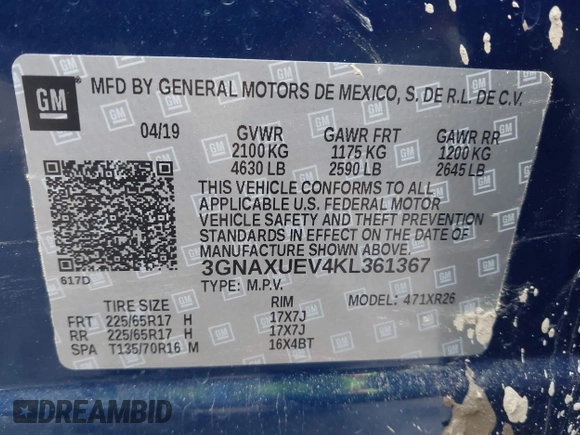 GM
MFD BY GENERAL MOTORS DE MEXICO, S. DE R.L. DE C.V.
04/19 GVWR GAWR FRT GAWR RR
2100 KG 1175 KG 1200 KG
4630 LB 2590 LB 2645 LB
THIS VEHICLE CONFORMS TO ALL
APPLICABLE U.S. FEDERAL MOTOR
VEHICLE SAFETY AND THEFT PREVENTION
STANDARDS IN EFFECT ON THE DATE OF
MANUFACTURE SHOWN ABOVE.
617D 3GNAXUEV4KL361367
TYPE: M.P.V. MODEL: 471XR26
TIRE SIZE RIM
FRT 225/65R17 H 17X7J
RR 225/65R17 H 17X7J
SPA T135/70R16 M 16X4BT
DREAMBID